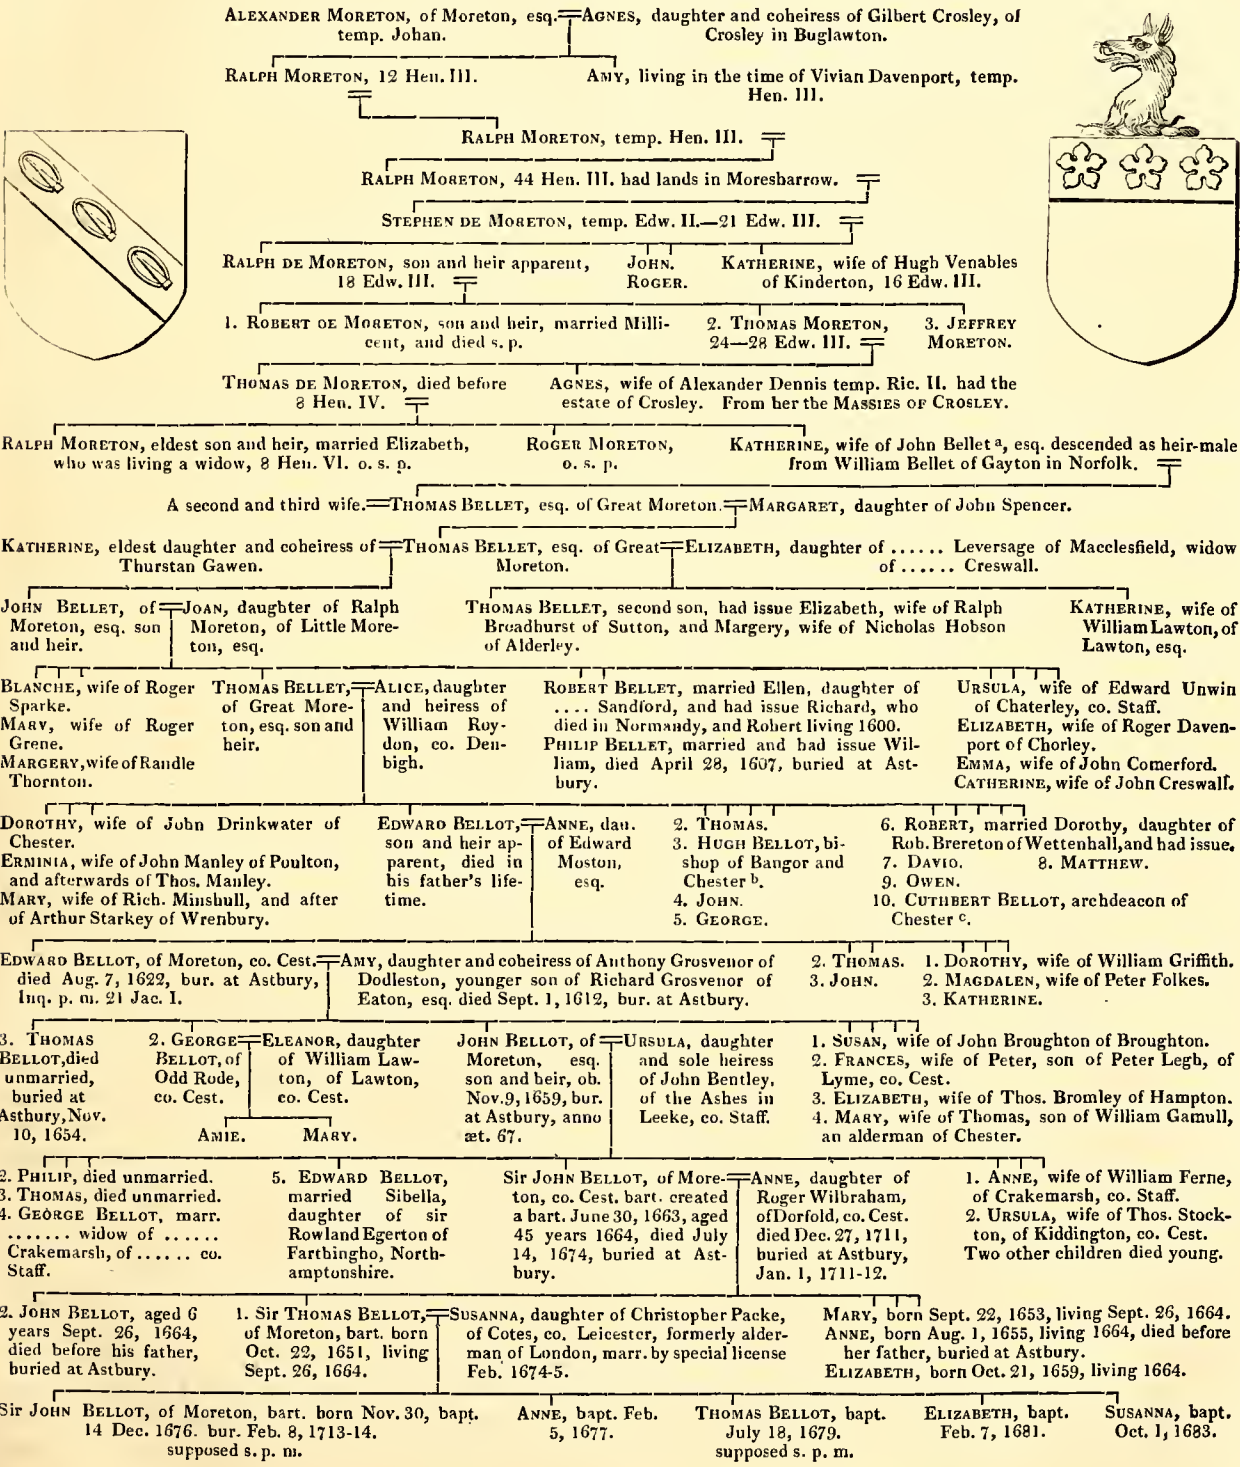 ALEXANDER MORETON, of Moreton, esq.=AGNES, daughter and coheiress of Gilbert Crosley, of
temp. Johan. Crosley in Buglawton.
RALPH MORETON, 12 Hen. III. AMY, living in the time of Vivian Davenport, temp.
Hen. III.
RALPH MORETON, temp. Hen. III.
RALPH MORETON, 44 Hen. III. had lands in Moresbarrow.
STEPHEN DE MORETON, temp. Edw. II.—21 Edw. III.
RALPH DE MORETON, son and heir apparent,
18 Edw. III.
JOHN.
ROGER.
KATHERINE, wife of Hugh Venables
of Kinderton, 16 Edw. III.
1. ROBERT DE MORETON, son and heir, married Milli-
cent, and died s. p.
2. THOMAS MORETON,
24—28 Edw. III.
3. JEFFREY
MORETON.
THOMAS DE MORETON, died before
8 Hen. IV.
AGNES, wife of Alexander Dennis temp. Ric. II. had the
estate of Crosley. From her the MASSIES OF CROSLEY.
RALPH MORETON, eldest son and heir, married Elizabeth,
who was living a widow, 8 Hen. VI. o. s. p.
ROGER MORETON,
o. s. p.
KATHERINE, wife of John Bellet a, esq. descended as heir-male
from William Bellet of Gayton in Norfolk.
A second and third wife.=THOMAS BELLET, esq. of Great Moreton.=MARGARET, daughter of John Spencer.
KATHERINE, eldest daughter and coheiress of
Thurstan Gawen.
THOMAS BELLET, esq. of Great
Moreton.
ELIZABETH, daughter of ...... Leversage of Macclesfield, widow
of ...... Creswall.
JOHN BELLET, of
Moreton, esq. son
and heir.
JOAN, daughter of Ralph
Moreton, of Little More-
ton, esq.
THOMAS BELLET, second son, had issue Elizabeth, wife of Ralph
Broadhurst of Sutton, and Margery, wife of Nicholas Hobson
of Alderley.
KATHERINE, wife of
William Lawton, of
Lawton, esq.
BLANCHE, wife of Roger
Sparke.
MARY, wife of Roger
Grene.
MARGERY, wife of Randle
Thornton.
THOMAS BELLET,
of Great More-
ton, esq. son and
heir.
ALICE, daughter
and heiress of
William Roy-
don, co. Den-
bigh.
ROBERT BELLET, married Ellen, daughter of
.... Sandford, and had issue Richard, who
died in Normandy, and Robert living 1600.
PHILIP BELLET, married and had issue Wil-
liam, died April 28, 1607, buried at Ast-
bury.
URSULA, wife of Edward Unwin
of Chaterley, co. Staff.
ELIZABETH, wife of Roger Daven-
port of Chorley.
EMMA, wife of John Comerford.
CATHERINE, wife of John Creswall.
DOROTHY, wife of John Drinkwater of
Chester.
ERMINIA, wife of John Manley of Poulton,
and afterwards of Thos. Manley.
MARY, wife of Rich. Minshull, and after
of Arthur Starkey of Wrenbury.
EDWARD BELLOT,
son and heir ap-
parent, died in
his father's life-
time.
ANNE, dau.
of Edward
Moston,
esq.
2. THOMAS.
3. HUGH BELLOT, bi-
shop of Bangor and
Chester b.
4. JOHN.
5. GEORGE.
6. ROBERT, married Dorothy, daughter of
Rob. Brereton of Wettenhall, and had issue.
7. DAVID. 8. MATTHEW.
9. OWEN.
10. CUTHBERT BELLOT, archdeacon of
Chester c.
EDWARD BELLOT, of Moreton, co. Cest.
died Aug. 7, 1622, bur. at Astbury,
Inq. p. m. 21 Jac. I.
AMY, daughter and coheiress of Anthony Grosvenor of
Dodleston, younger son of Richard Grosvenor of
Eaton, esq. died Sept. 1, 1612, bur. at Astbury.
2. THOMAS.
3. JOHN.
1. DOROTHY, wife of William Griffith.
2. MAGDALEN, wife of Peter Folkes.
3. KATHERINE.
3. THOMAS
BELLOT, died
unmarried,
buried at
Astbury, Nov.
10, 1654.
2. GEORGE
BELLOT, of
Odd Rode,
co. Cest.
ELEANOR, daughter
of William Law-
ton, of Lawton,
co. Cest.
AMIE. MARY.
JOHN BELLOT, of
Moreton, esq.
son and heir, ob.
Nov. 9, 1659, bur.
at Astbury, anno
æt. 67.
URSULA, daughter
and sole heiress
of John Bentley,
of the Ashes in
Leeke, co. Staff.
1. SUSAN, wife of John Broughton of Broughton.
2. FRANCES, wife of Peter, son of Peter Legh, of
Lyme, co. Cest.
3. ELIZABETH, wife of Thos. Bromley of Hampton.
4. MARY, wife of Thomas, son of William Gamull,
an alderman of Chester.
2. PHILIP, died unmarried.
3. THOMAS, died unmarried.
4. GEORGE BELLOT, marr.
....... widow of ......
Crakemarsh, of ...... co.
Staff.
5. EDWARD BELLOT,
married Sibella,
daughter of sir
Rowland Egerton of
Farthingho, North-
amptonshire.
Sir JOHN BELLOT, of More-
ton, co. Cest. bart. created
a bart. June 30, 1663, aged
45 years 1664, died July
14, 1674, buried at Ast-
bury.
ANNE, daughter of
Roger Wilbraham,
of Dorfold, co. Cest.
died Dec. 27, 1711,
buried at Astbury,
Jan. 1, 1711-12.
1. ANNE, wife of William Ferne,
of Crakemarsh, co. Staff.
2. URSULA, wife of Thos. Stock-
ton, of Kiddington, co. Cest.
Two other children died young.
2. JOHN BELLOT, aged 6
years Sept. 26, 1664,
died before his father,
buried at Astbury.
1. Sir THOMAS BELLOT,
of Moreton, bart. born
Oct. 22, 1651, living
Sept. 26, 1664.
SUSANNA, daughter of Christopher Packe,
of Cotes, co. Leicester, formerly alder-
man of London, marr. by special license
Feb. 1674-5.
MARY, born Sept. 22, 1653, living Sept. 26, 1664.
ANNE, born Aug. 1, 1655, living 1664, died before
her father, buried at Astbury.
ELIZABETH, born Oct. 21, 1659, living 1664.
Sir JOHN BELLOT, of Moreton, bart. born Nov. 30, bapt.
14 Dec. 1676. bur. Feb. 8, 1713-14.
supposed s. p. m.
ANNE, bapt. Feb.
5, 1677.
THOMAS BELLOT, bapt.
July 18, 1679.
supposed s. p. m.
ELIZABETH, bapt.
Feb. 7, 1681.
SUSANNA, bapt.
Oct. 1, 1683.